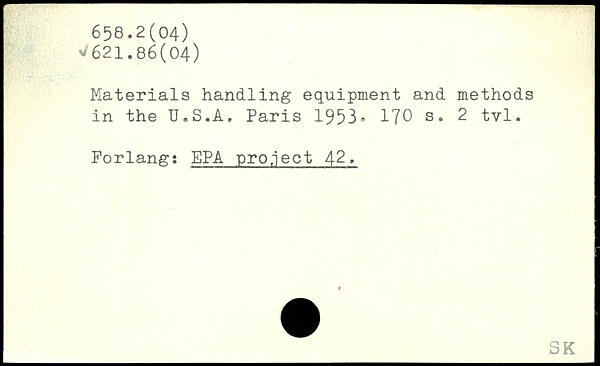 658.2(04)
✓621.86(04)
Materials handling equipment and methods
in the U.S.A. Paris 1953. 170 s. 2 tvl.
Forlang: EPA project 42.
SK